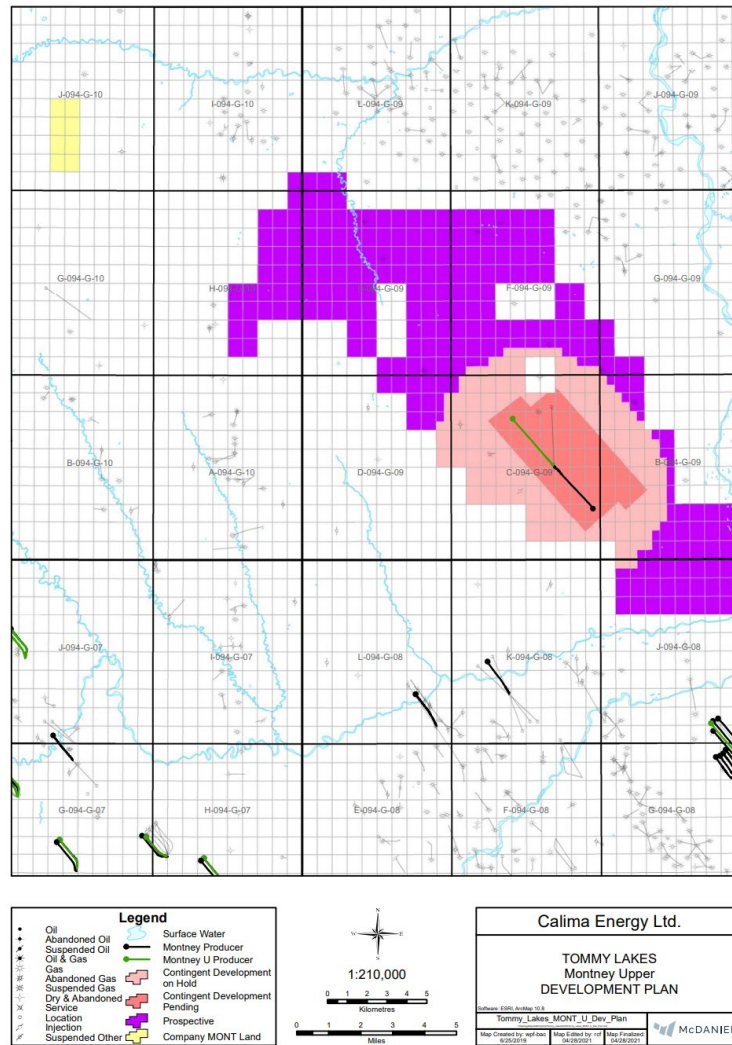 J-094-G-10
I-094-G-10
L-094-G-09
K-094-G-09
J-094-G-09
G-094-G-10
F-094-G-09
G-094-G-09
B-094-G-10
A-094-G-10
D-094-G-09
C-094-G-09
J-094-G-07
I-094-G-07
L-094-G-08
K-094-G-08
J-094-G-08
G-094-G-07
H-094-G-07
E-094-G-08
F-094-G-08
G-094-G-08
Legend
Oil
Abandoned Oil
Suspended Oil
Oil & Gas
Gas
Abandoned Gas
Suspended Gas
Dry & Abandoned
Service
Location
Injection
Suspended Other
Surface Water
Montney Producer
Montney U Producer
Contingent Development
on Hold
Contingent Development
Pending
Prospective
Company MONT Land
N
W
E
S
1:210,000
0 1 2 3 4 5
Kilometres
0 1 2 3 4 5
Miles
Calima Energy Ltd.
TOMMY LAKES
Montney Upper
DEVELOPMENT PLAN
Software: ESRI, ArcMap 10.8
Tommy_Lakes_MONT_U_Dev_Plan
Map Created by: wpf-bac
6/25/2019
Map Edited by: rcf
04/28/2021
Map Finalized:
04/28/2021